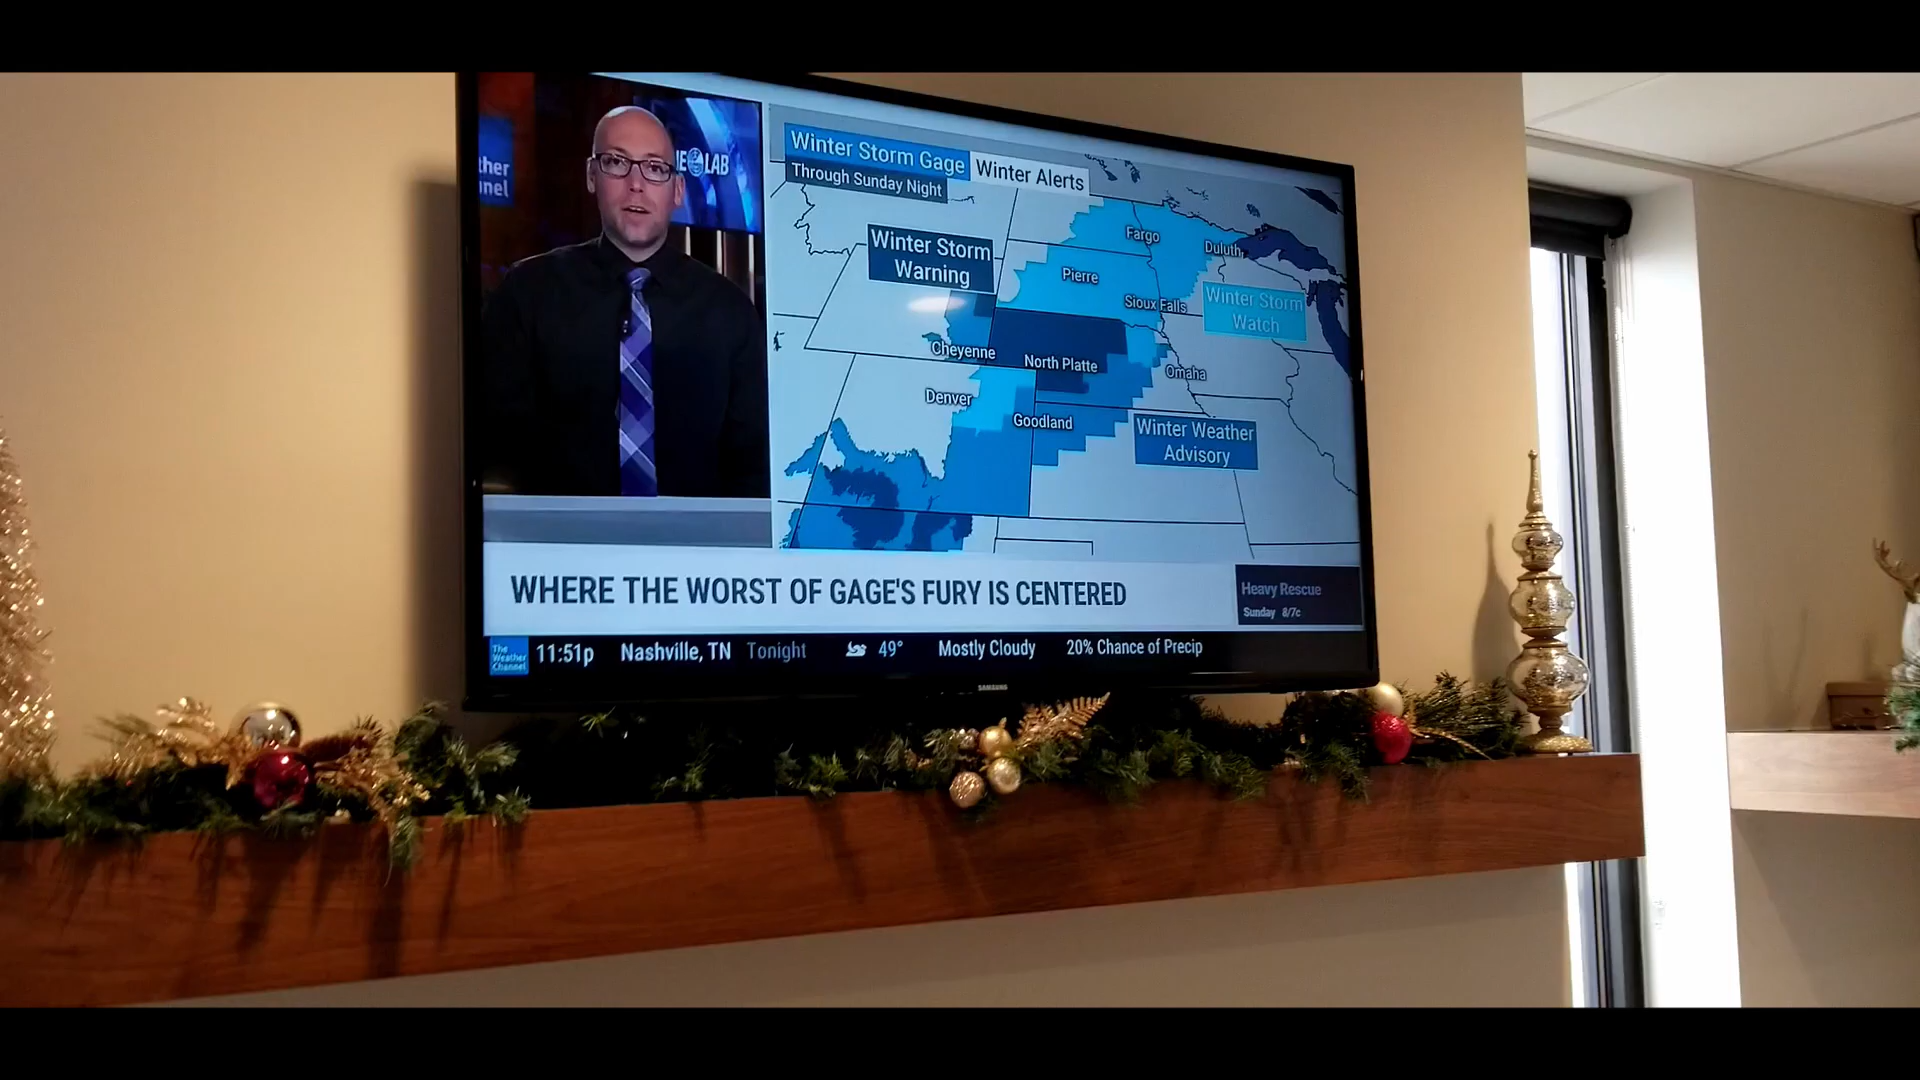 ther
nel
E LAB
Winter Storm Gage
Winter Alerts
Through Sunday Night
Winter Storm
Warning
Fargo
Duluth
Pierre
Sioux Falls
Winter Storm
Watch
Cheyenne
North Platte
Omaha
Denver
Goodland
Winter Weather
Advisory
WHERE THE WORST OF GAGE'S FURY IS CENTERED
Heavy Rescue
Sunday 8/7c
The
Weather
Channel
11:51p Nashville, TN Tonight 49° Mostly Cloudy 20% Chance of Precip
SAMSUNG